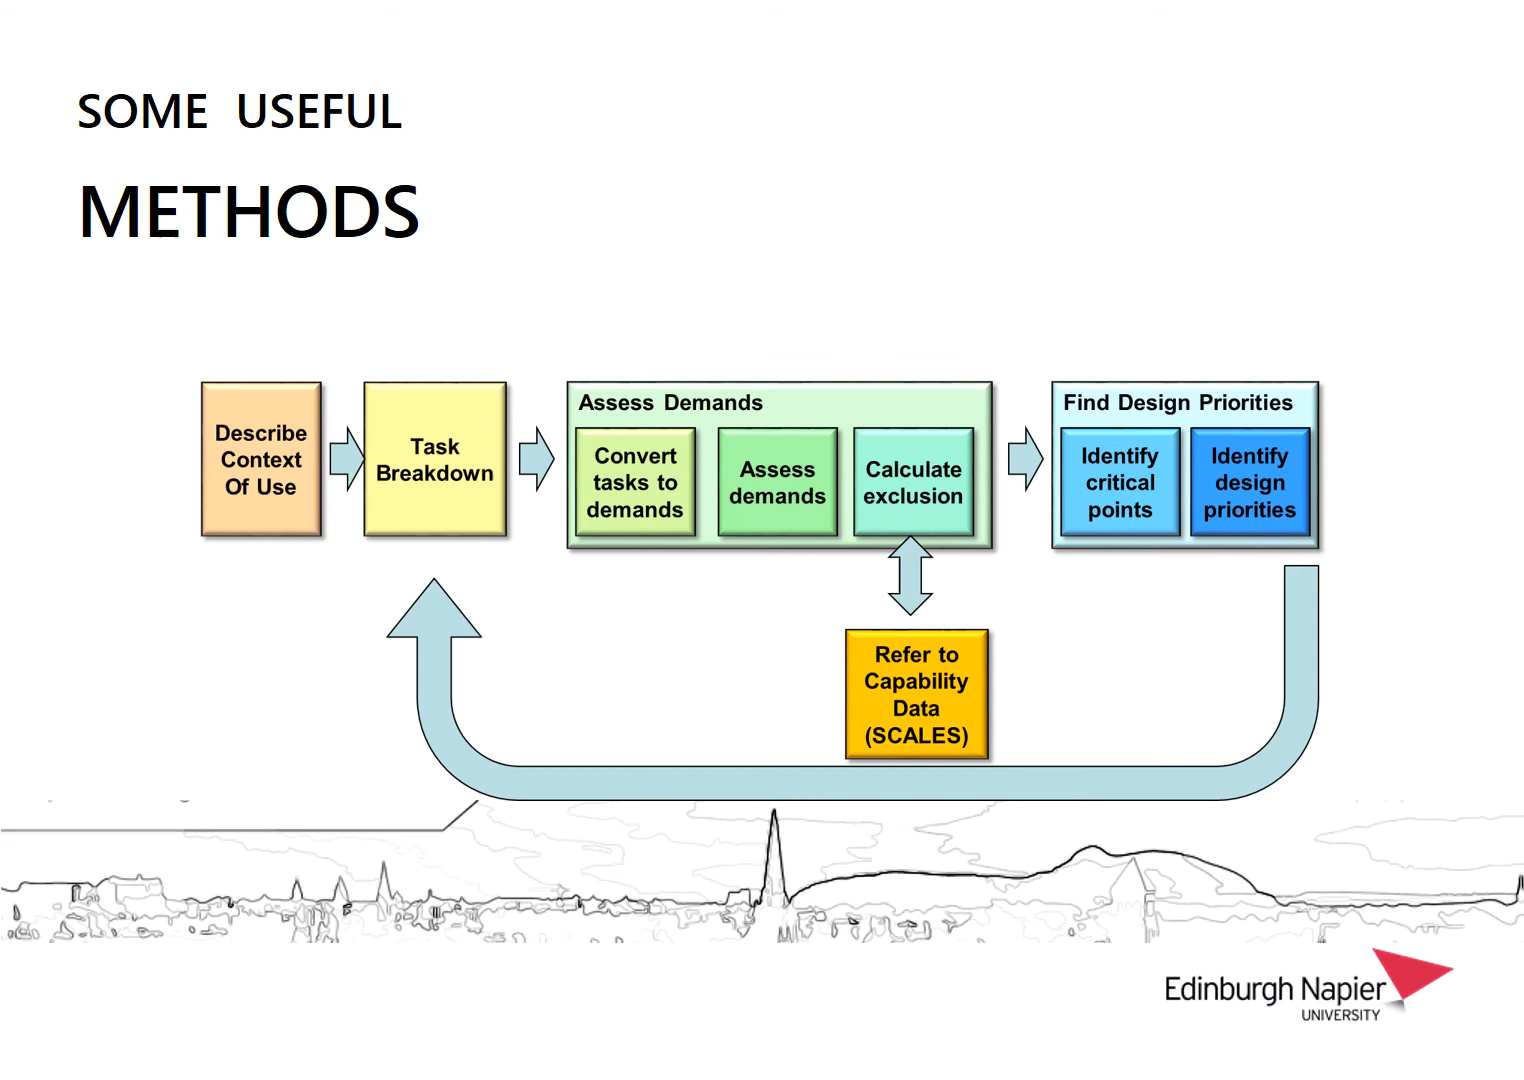 SOME USEFUL
METHODS
Describe
Context
Of Use
Task
Breakdown
Assess Demands
Convert
tasks to
demands
Assess
demands
Calculate
exclusion
Find Design Priorities
Identify
critical
points
Identify
design
priorities
Refer to
Capability
Data
(SCALES)
Edinburgh Napier
UNIVERSITY